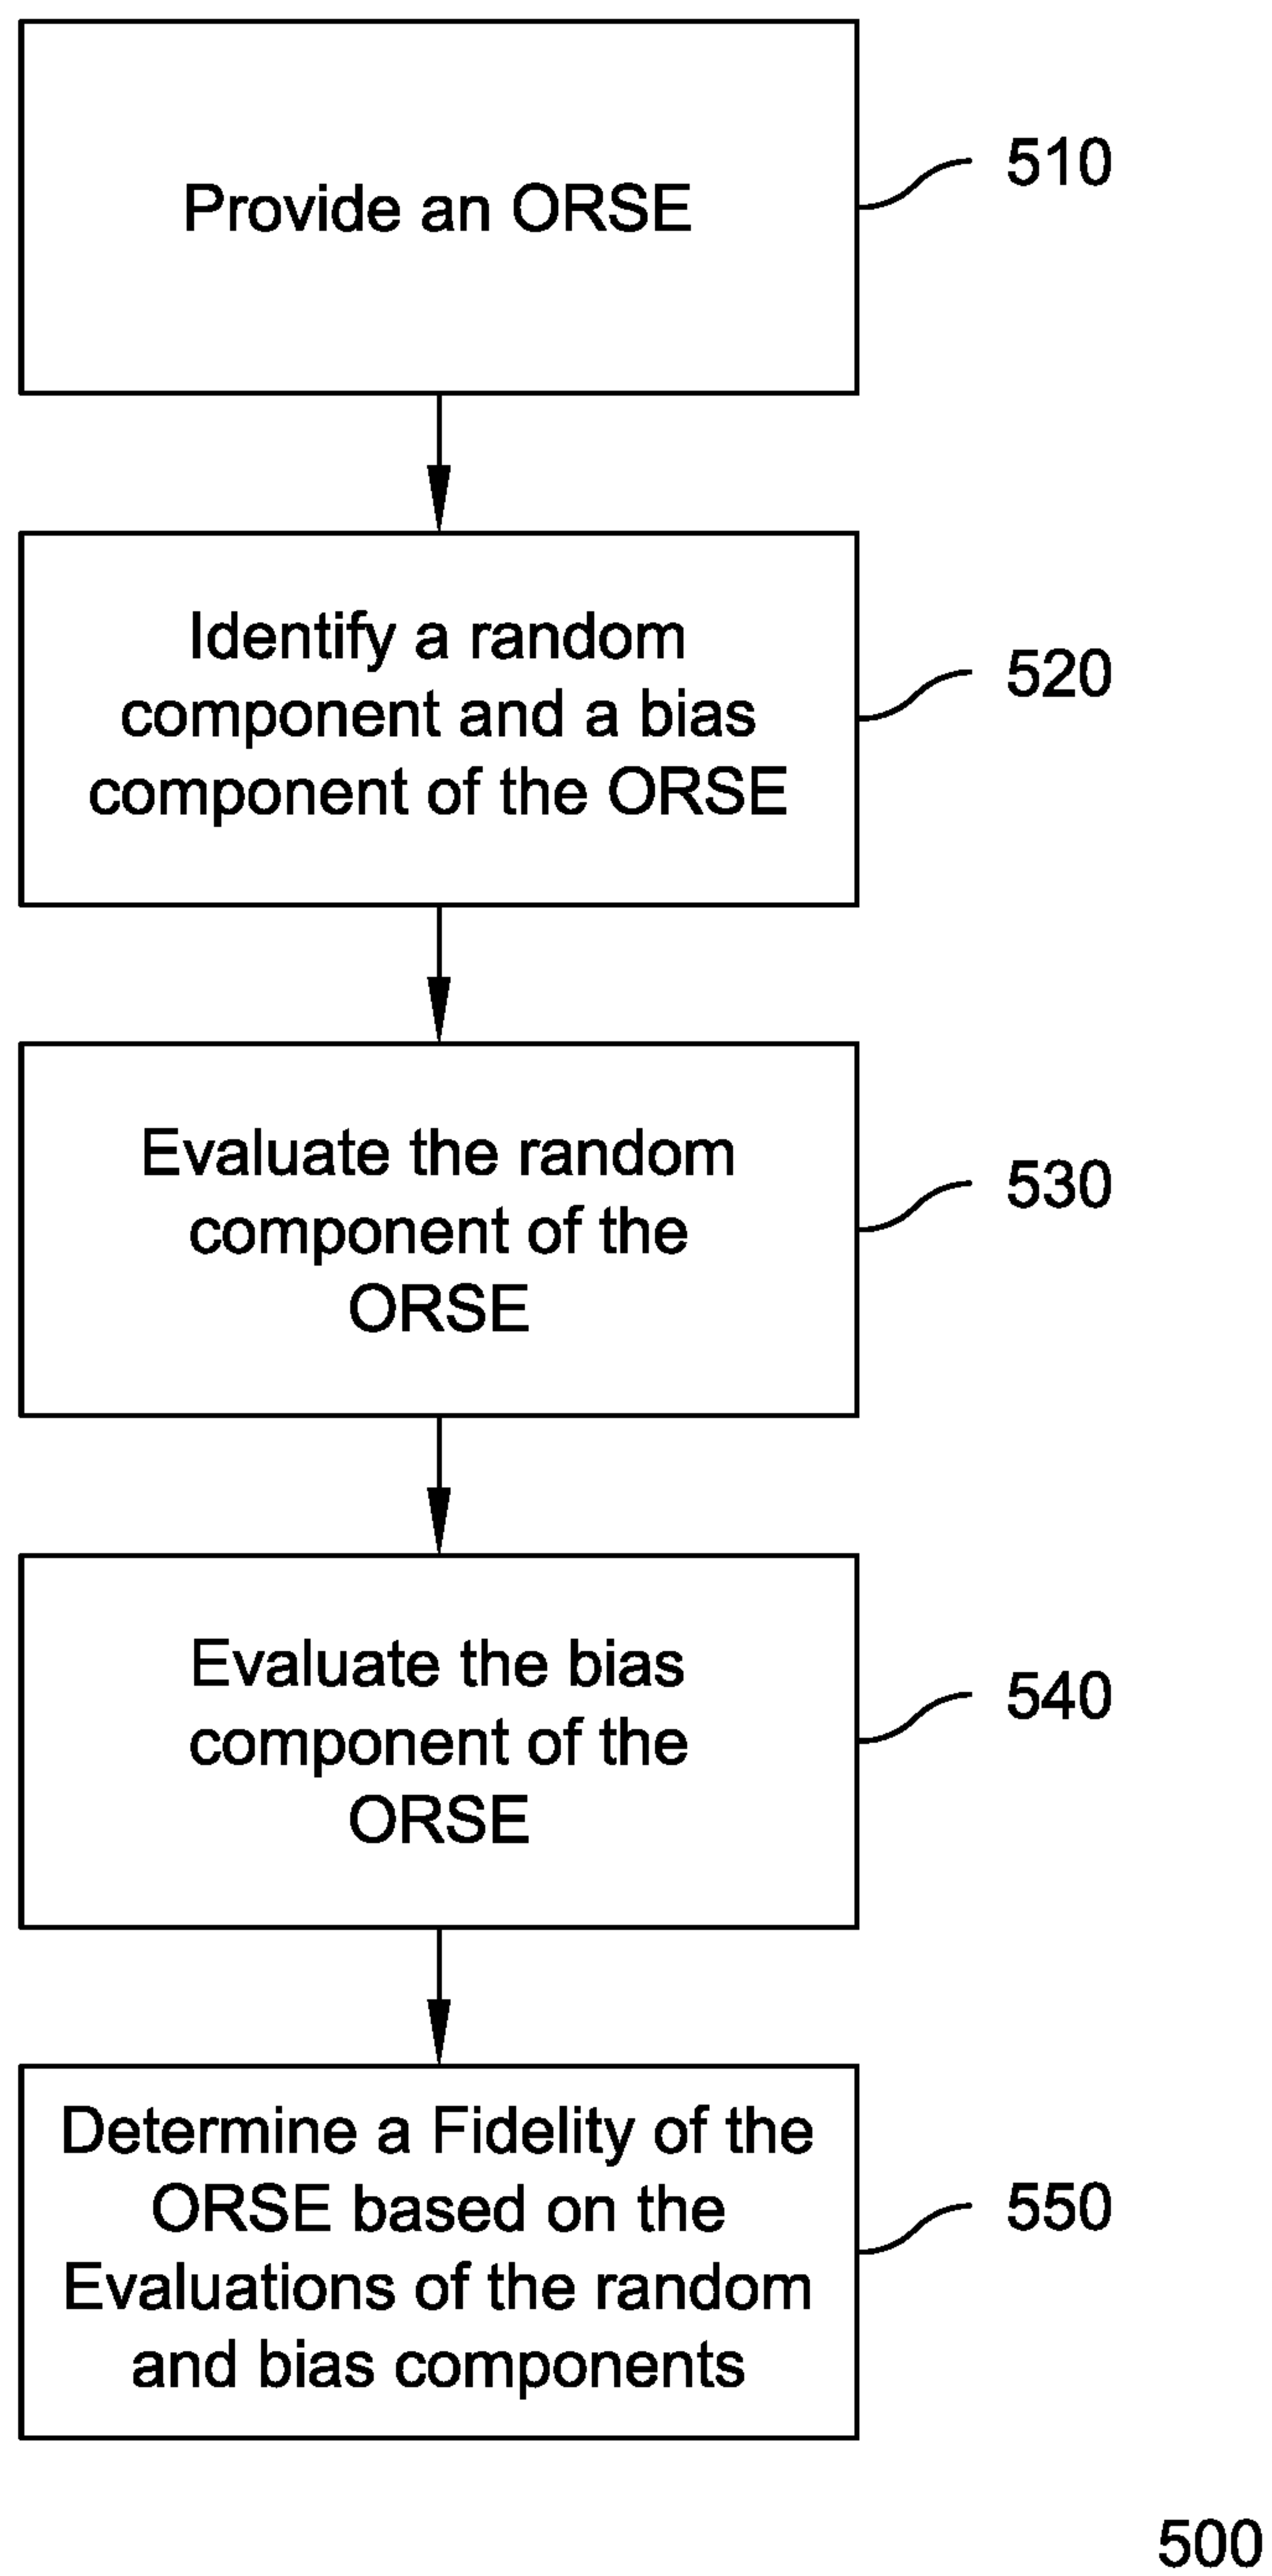 Provide an ORSE
510
Identify a random
component and a bias
component of the ORSE
520
Evaluate the random
component of the
ORSE
530
Evaluate the bias
component of the
ORSE
540
Determine a Fidelity of the
ORSE based on the
Evaluations of the random
and bias components
550
500